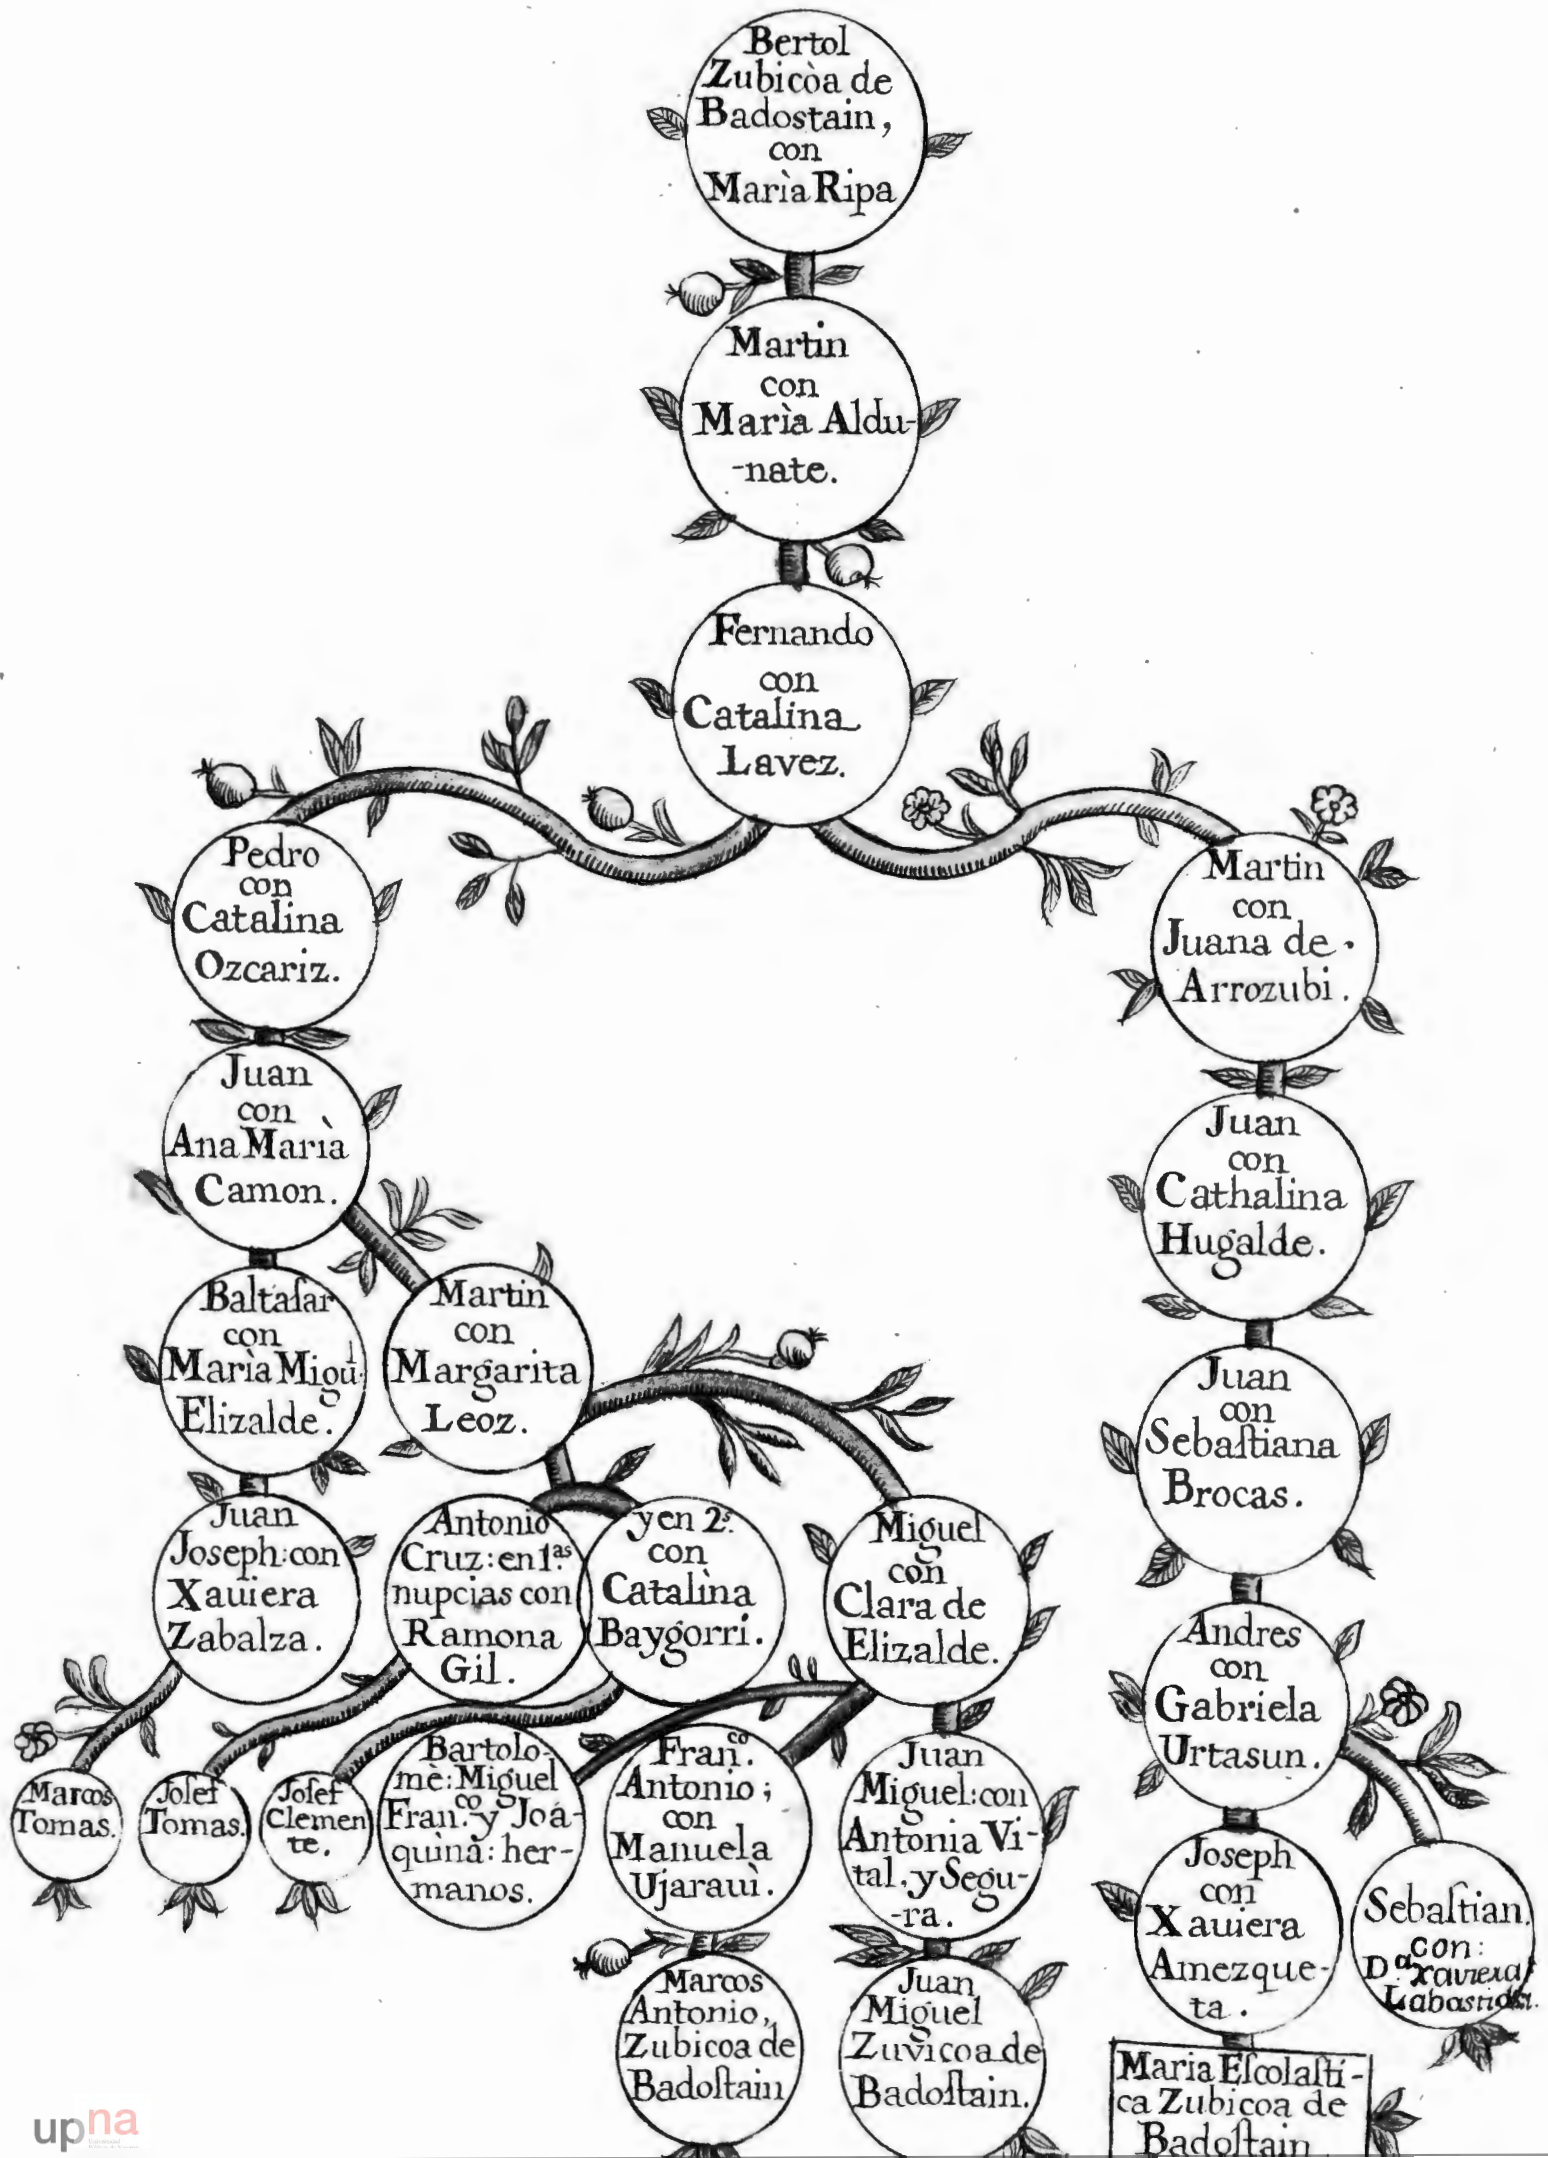 Bertol
Zubicòa de
Badostain,
con
Marìa Ripa
Martin
con
Marìa Aldu-
-nate.
Fernando
con
Catalina
Lavez.
Pedro
con
Catalina
Ozcariz.
Martin
con
Juana de
Arrozubi.
Juan
con
Ana Marìa
Camon.
Juan
con
Cathalina
Hugalde.
Baltaſar
con
Marìa Migu.l
Elizalde.
Martin
con
Margarita
Leoz.
Juan
con
Sebaſtiana
Brocas.
Juan
Joseph: con
Xauiera
Zabalza.
Antonio
Cruz: en 1.as
nupcias con
Ramona
Gil.
y en 2.s
con
Catalìna
Baygorri.
Miguel
con
Clara de
Elizalde.
Andres
con
Gabriela
Urtasun.
Marcos
Tomas.
Joſef
Tomas.
Joſef
Clemen
te.
Bartolo-
mè: Miguel
Fran.co y Joá-
quina: her-
manos.
Fran.co
Antonio;
con
Manuela
Ujarauì.
Juan
Miguel: con
Antonia Vi-
tal, y Segu-
-ra.
Joseph
con
Xauiera
Amezque-
ta.
Sebaſtian.
con:
D.a Xaviera
Labastida.
Marcos
Antonio,
Zubicoa de
Badoſtain
Juan
Miguel
Zuvicoa de
Badoſtain.
Maria Eſcolaſti-
ca Zubicoa de
Badoſtain
upna